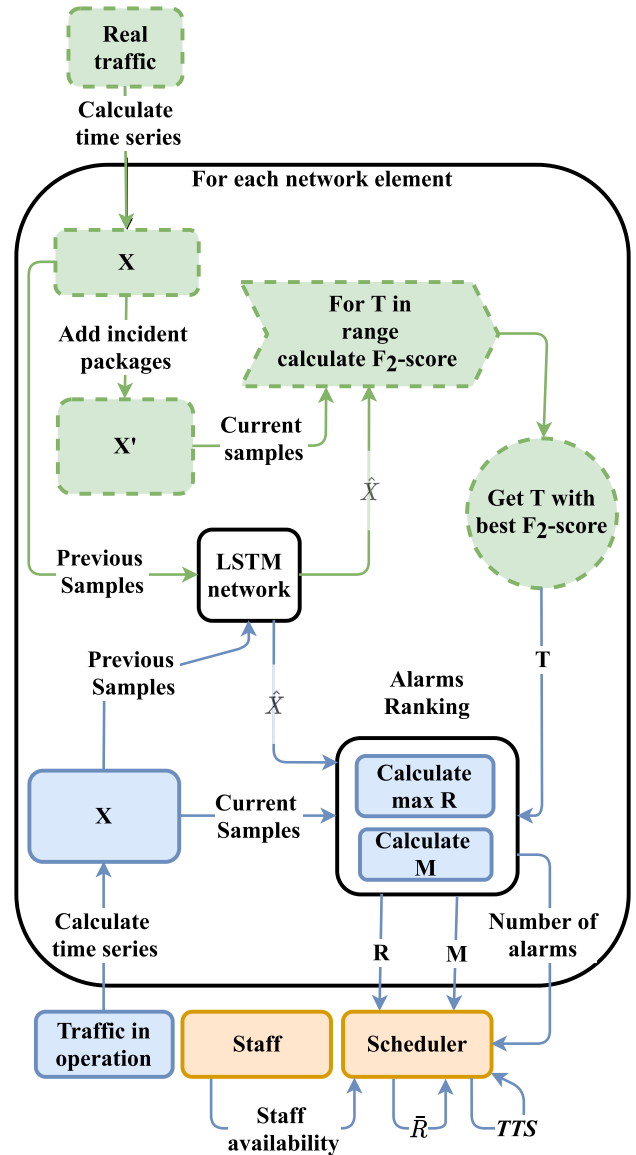 Real
traffic
Calculate
time series
For each network element
X
Add incident
packages
For T in
range
calculate F₂-score
X'
Current
samples
X̂
Get T with
best F₂-score
Previous
Samples
LSTM
network
Previous
Samples
X̂
T
Alarms
Ranking
Calculate
max R
X
Current
Samples
Calculate
M
Calculate
time series
R
M
Number of
alarms
Traffic in
operation
Staff
Scheduler
Staff
availability
R̄
TTS